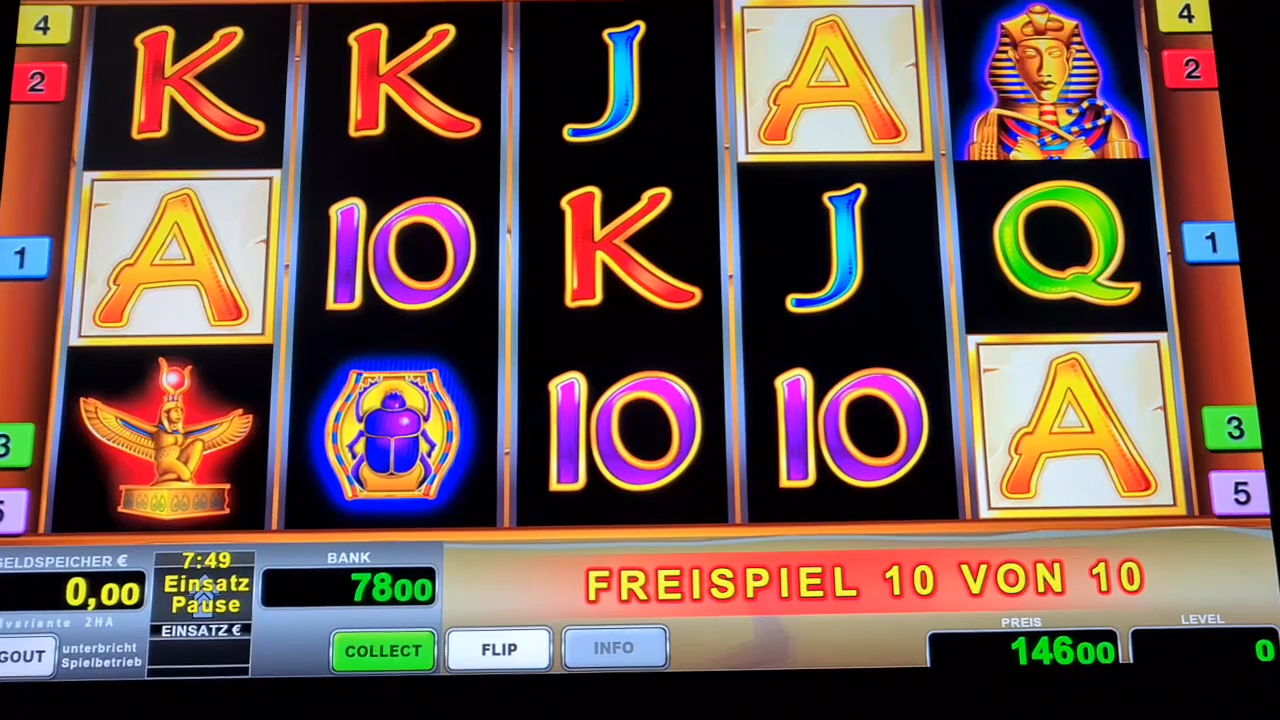 4
K K J A
4
2
2
A 10 K J Q
1
1
10 10 A
3
3
5
5
GELDSPEICHER €
0,00
7:49
Einsatz
Pause
EINSATZ €
BANK
7800
FREISPIEL 10 VON 10
lvariante 2HA
GOUT
unterbricht
Spielbetrieb
COLLECT
FLIP
INFO
PREIS
14600
LEVEL
0